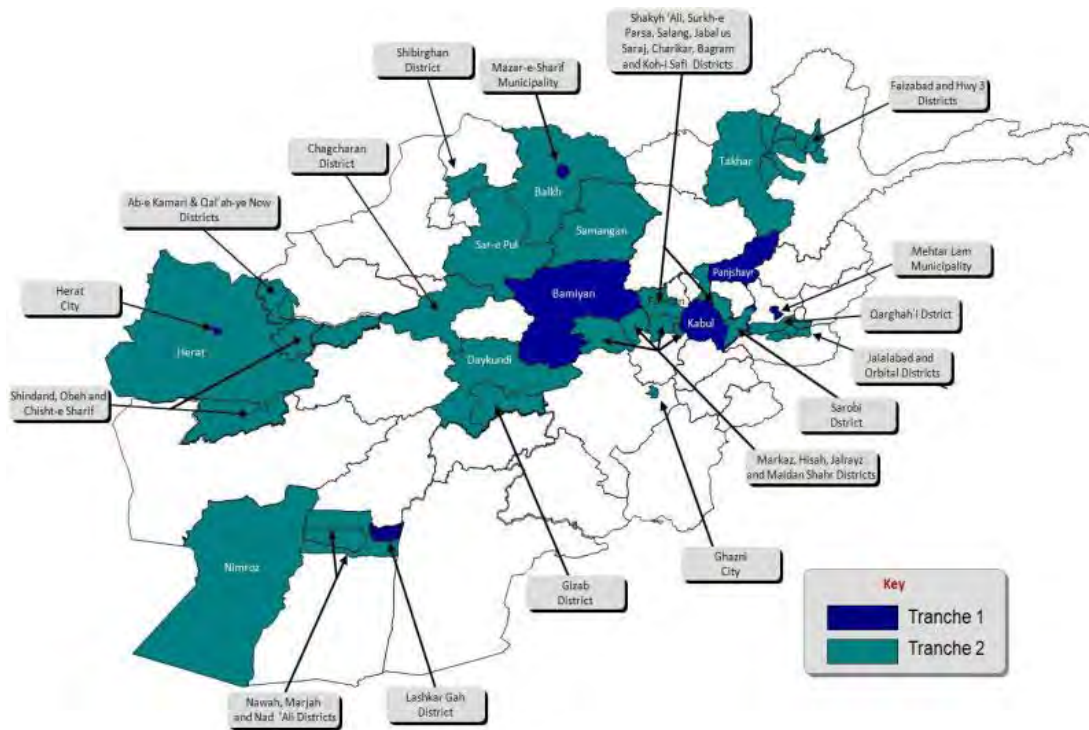 Shakyh 'Ali, Surkh-e
Parsa, Salang, Jabal us
Saraj, Charikar, Bagram
and Koh-i Safi Districts
Shibirghan
District
Mazar-e-Sharif
Municipality
Faizabad and Hwy 3
Districts
Chagcharan
District
Takhar
Balkh
Ab-e Kamari & Qal'ah-ye Now
Districts
Samangan
Sar-e Pul
Mehtar Lam
Municipality
Panjshayr
Herat
City
Bamiyan
Qarghah'i Dstrict
Kabul
Herat
Daykundi
Jalalabad and
Orbital Districts
Shindand, Obeh and
Chisht-e Sharif
Sarobi
Dstrict
Markaz, Hisah, Jalrayz
and Maidan Shahr Districts
Ghazni
City
Nimroz
Gizab
District
Key
Tranche 1
Tranche 2
Nawah, Marjah
and Nad 'Ali Districts
Lashkar Gah
District